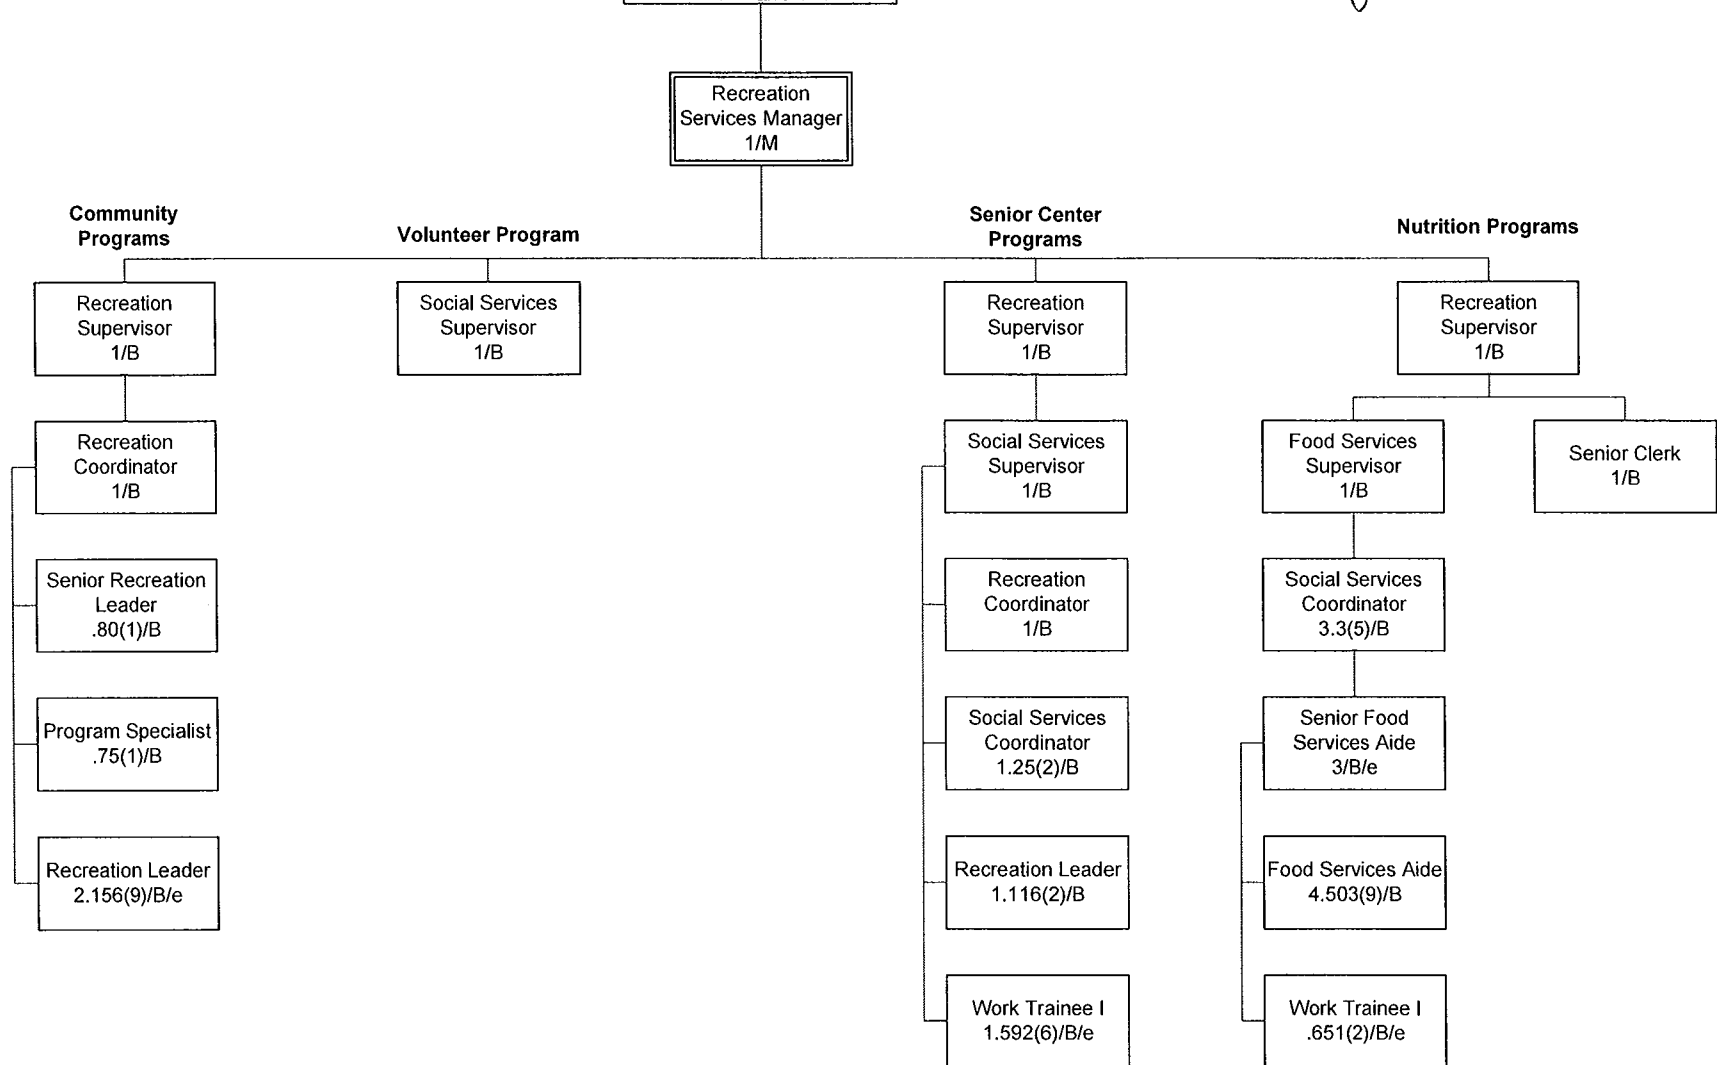 Recreation
Services Manager
1/M
Community
Programs
Volunteer Program
Senior Center
Programs
Nutrition Programs
Recreation
Supervisor
1/B
Social Services
Supervisor
1/B
Recreation
Supervisor
1/B
Recreation
Supervisor
1/B
Recreation
Coordinator
1/B
Social Services
Supervisor
1/B
Food Services
Supervisor
1/B
Senior Clerk
1/B
Senior Recreation
Leader
.80(1)/B
Recreation
Coordinator
1/B
Social Services
Coordinator
3.3(5)/B
Program Specialist
.75(1)/B
Social Services
Coordinator
1.25(2)/B
Senior Food
Services Aide
3/B/e
Recreation Leader
2.156(9)/B/e
Recreation Leader
1.116(2)/B
Food Services Aide
4.503(9)/B
Work Trainee I
1.592(6)/B/e
Work Trainee I
.651(2)/B/e